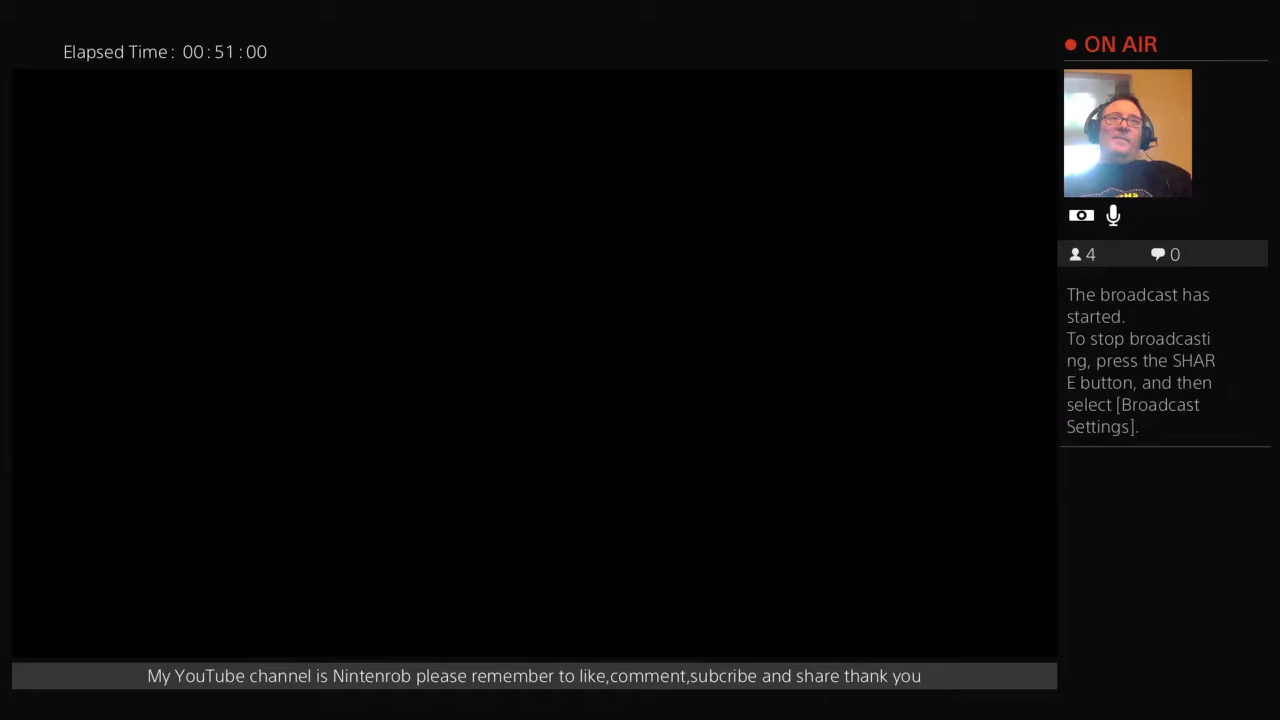 Elapsed Time: 00:51:00
ON AIR
4 0
The broadcast has
started.
To stop broadcasti
ng, press the SHAR
E button, and then
select [Broadcast
Settings].
My YouTube channel is Nintenrob please remember to like,comment,subcribe and share thank you